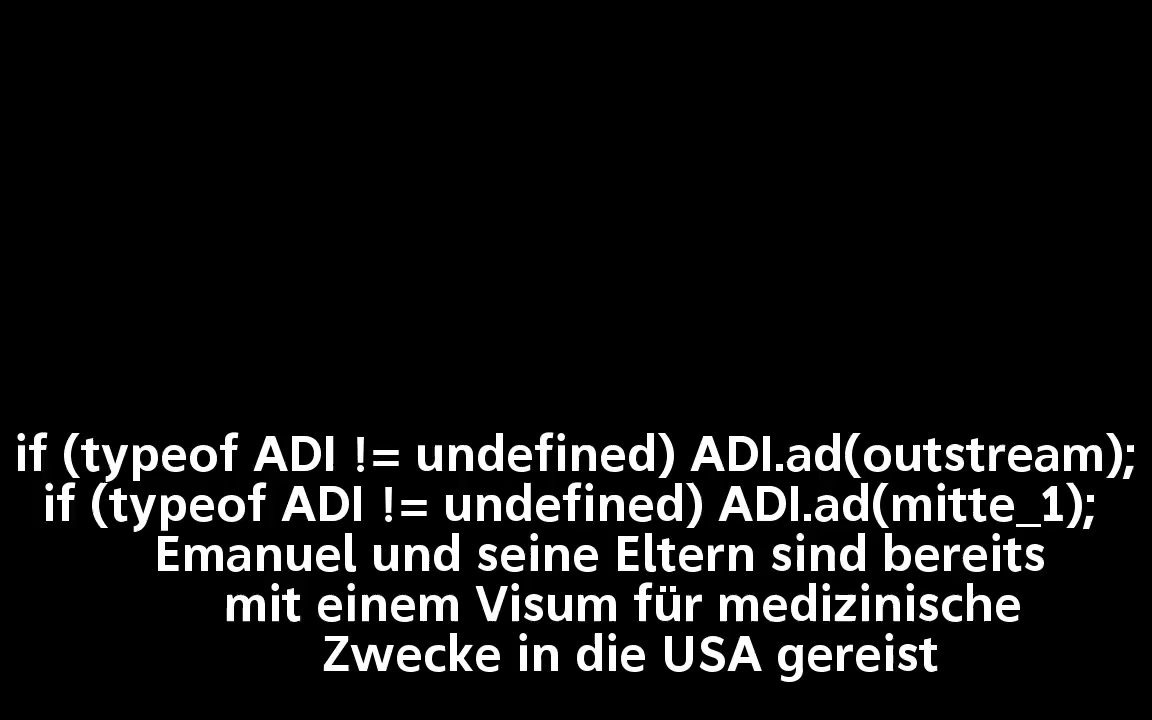 if (typeof ADI != undefined) ADI.ad(outstream);
if (typeof ADI != undefined) ADI.ad(mitte_1);
Emanuel und seine Eltern sind bereits
mit einem Visum für medizinische
Zwecke in die USA gereist